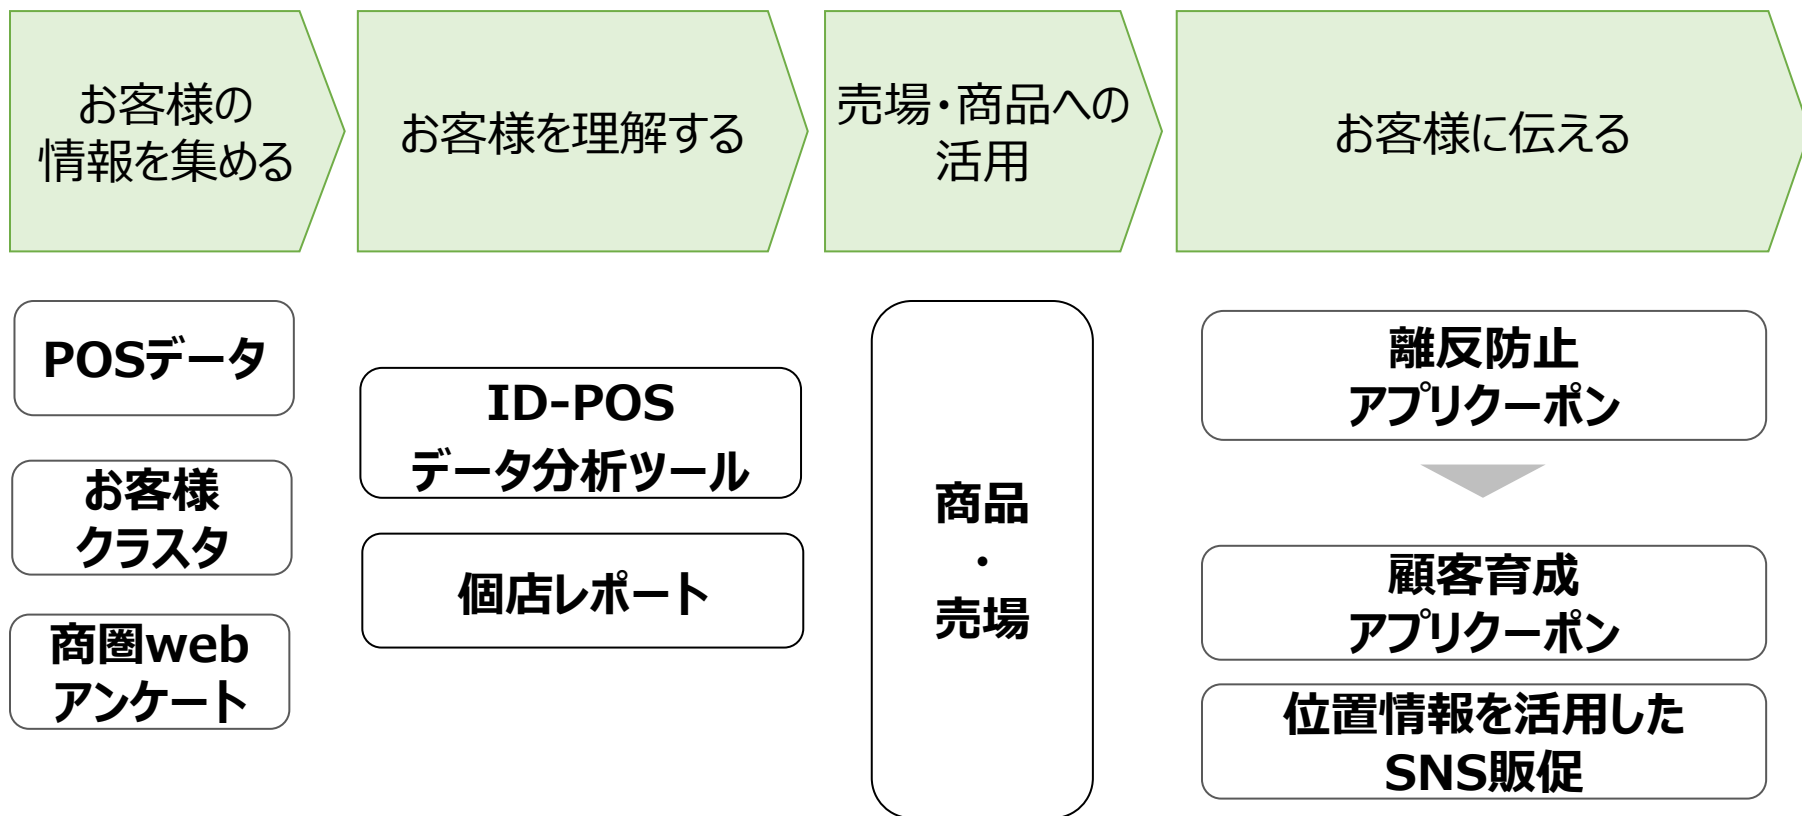 お客様の
情報を集める
お客様を理解する
売場・商品への
活用
お客様に伝える
POSデータ
お客様
クラスタ
商圏web
アンケート
ID-POS
データ分析ツール
個店レポート
商品
・
売場
離反防止
アプリクーポン
顧客育成
アプリクーポン
位置情報を活用した
SNS販促